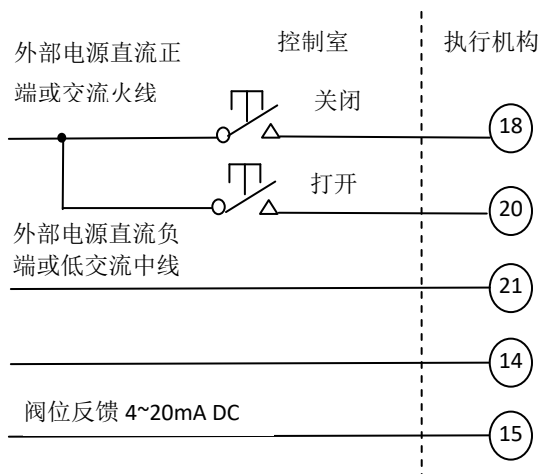 控制室
执行机构
外部电源直流正
端或交流火线
关闭
18
打开
20
外部电源直流负
端或低交流中线
21
14
阀位反馈 4~20mA DC
15